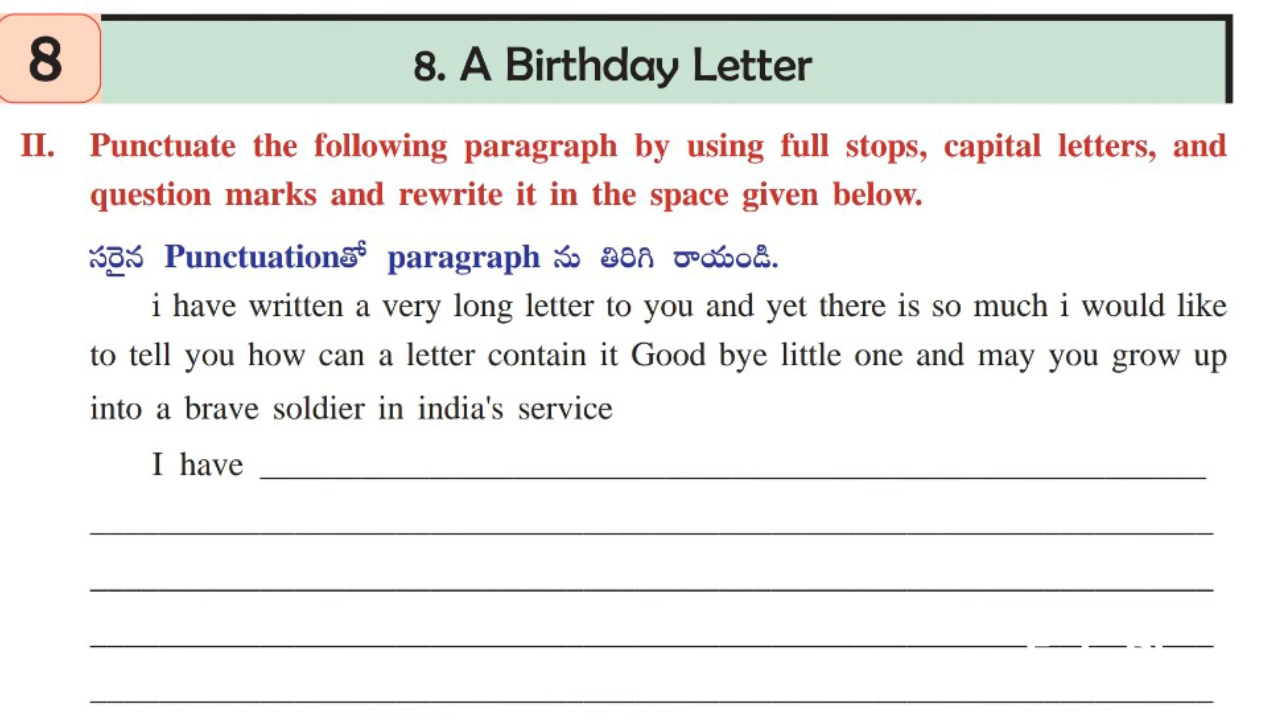 8
8. A Birthday Letter
II. Punctuate the following paragraph by using full stops, capital letters, and
question marks and rewrite it in the space given below.
సరైన Punctuationతో paragraph ను తిరిగి రాయండి.
i have written a very long letter to you and yet there is so much i would like
to tell you how can a letter contain it Good bye little one and may you grow up
into a brave soldier in india's service
I have